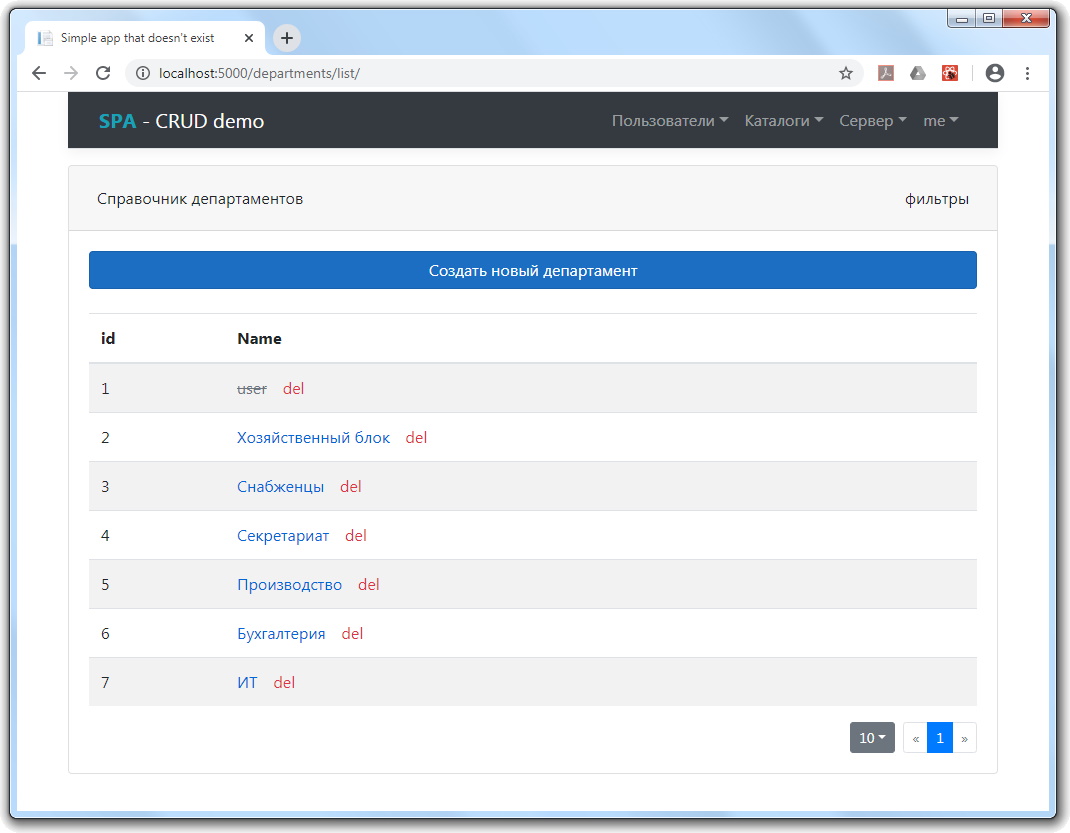 Simple app that doesn't exist
localhost:5000/departments/list/
SPA - CRUD demo Пользователи Каталоги Сервер me
Справочник департаментов фильтры
Создать новый департамент
id Name
1 user del
2 Хозяйственный блок del
3 Снабженцы del
4 Секретариат del
5 Производство del
6 Бухгалтерия del
7 ИТ del
10 « 1 »